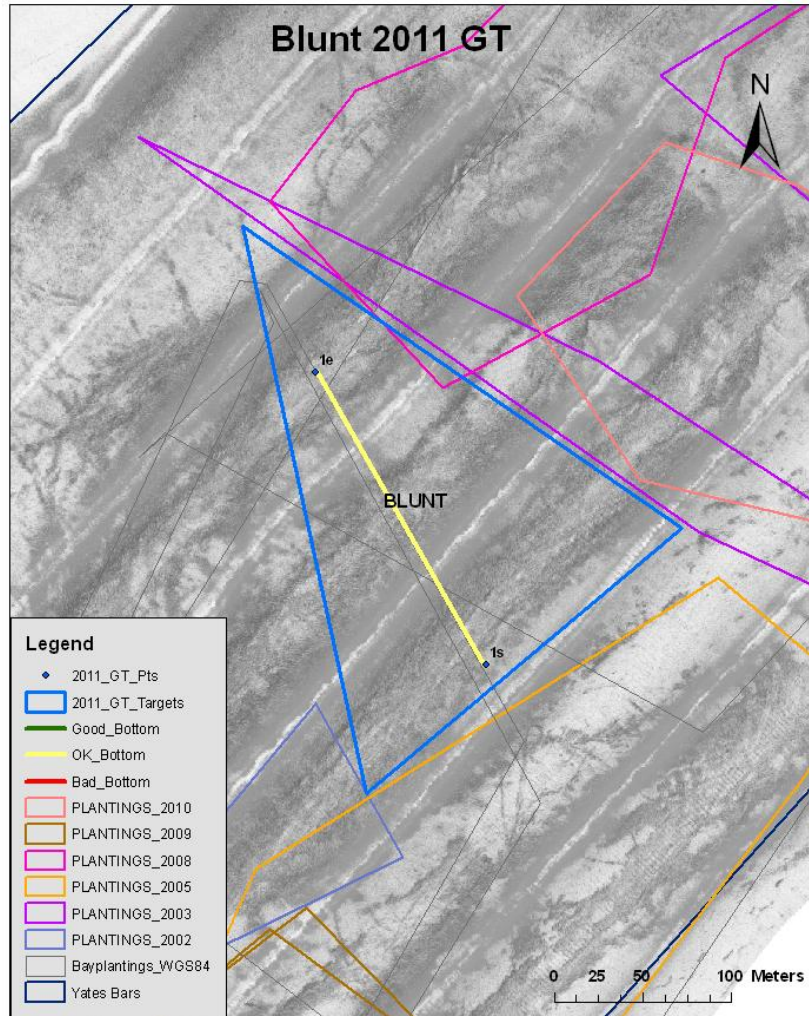 Blunt 2011 GT
N
1e
BLUNT
1s
Legend
2011_GT_Pts
2011_GT_Targets
Good_Bottom
OK_Bottom
Bad_Bottom
PLANTINGS_2010
PLANTINGS_2009
PLANTINGS_2008
PLANTINGS_2005
PLANTINGS_2003
PLANTINGS_2002
Bayplantings_WGS84
Yates Bars
0 25 50 100 Meters